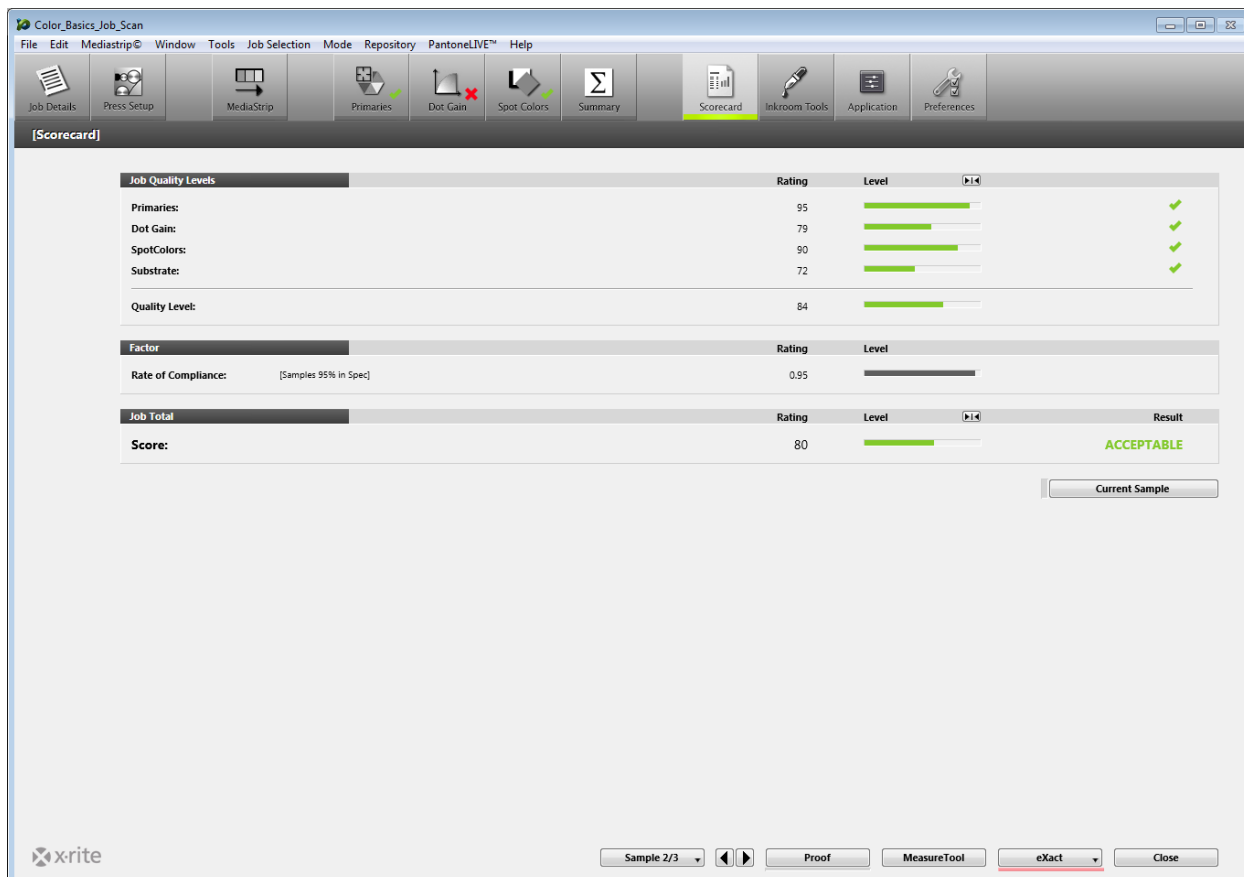 Color_Basics_Job_Scan
File Edit Mediastrip© Window Tools Job Selection Mode Repository PantoneLIVE™ Help
Job Details Press Setup MediaStrip Primaries Dot Gain Spot Colors Summary Scorecard Inkroom Tools Application Preferences
[Scorecard]
Job Quality Levels Rating Level
Primaries: 95
Dot Gain: 79
SpotColors: 90
Substrate: 72
Quality Level: 84
Factor Rating Level
Rate of Compliance: [Samples 95% in Spec] 0.95
Job Total Rating Level Result
Score: 80 ACCEPTABLE
Current Sample
x·rite Sample 2/3 Proof MeasureTool eXact Close